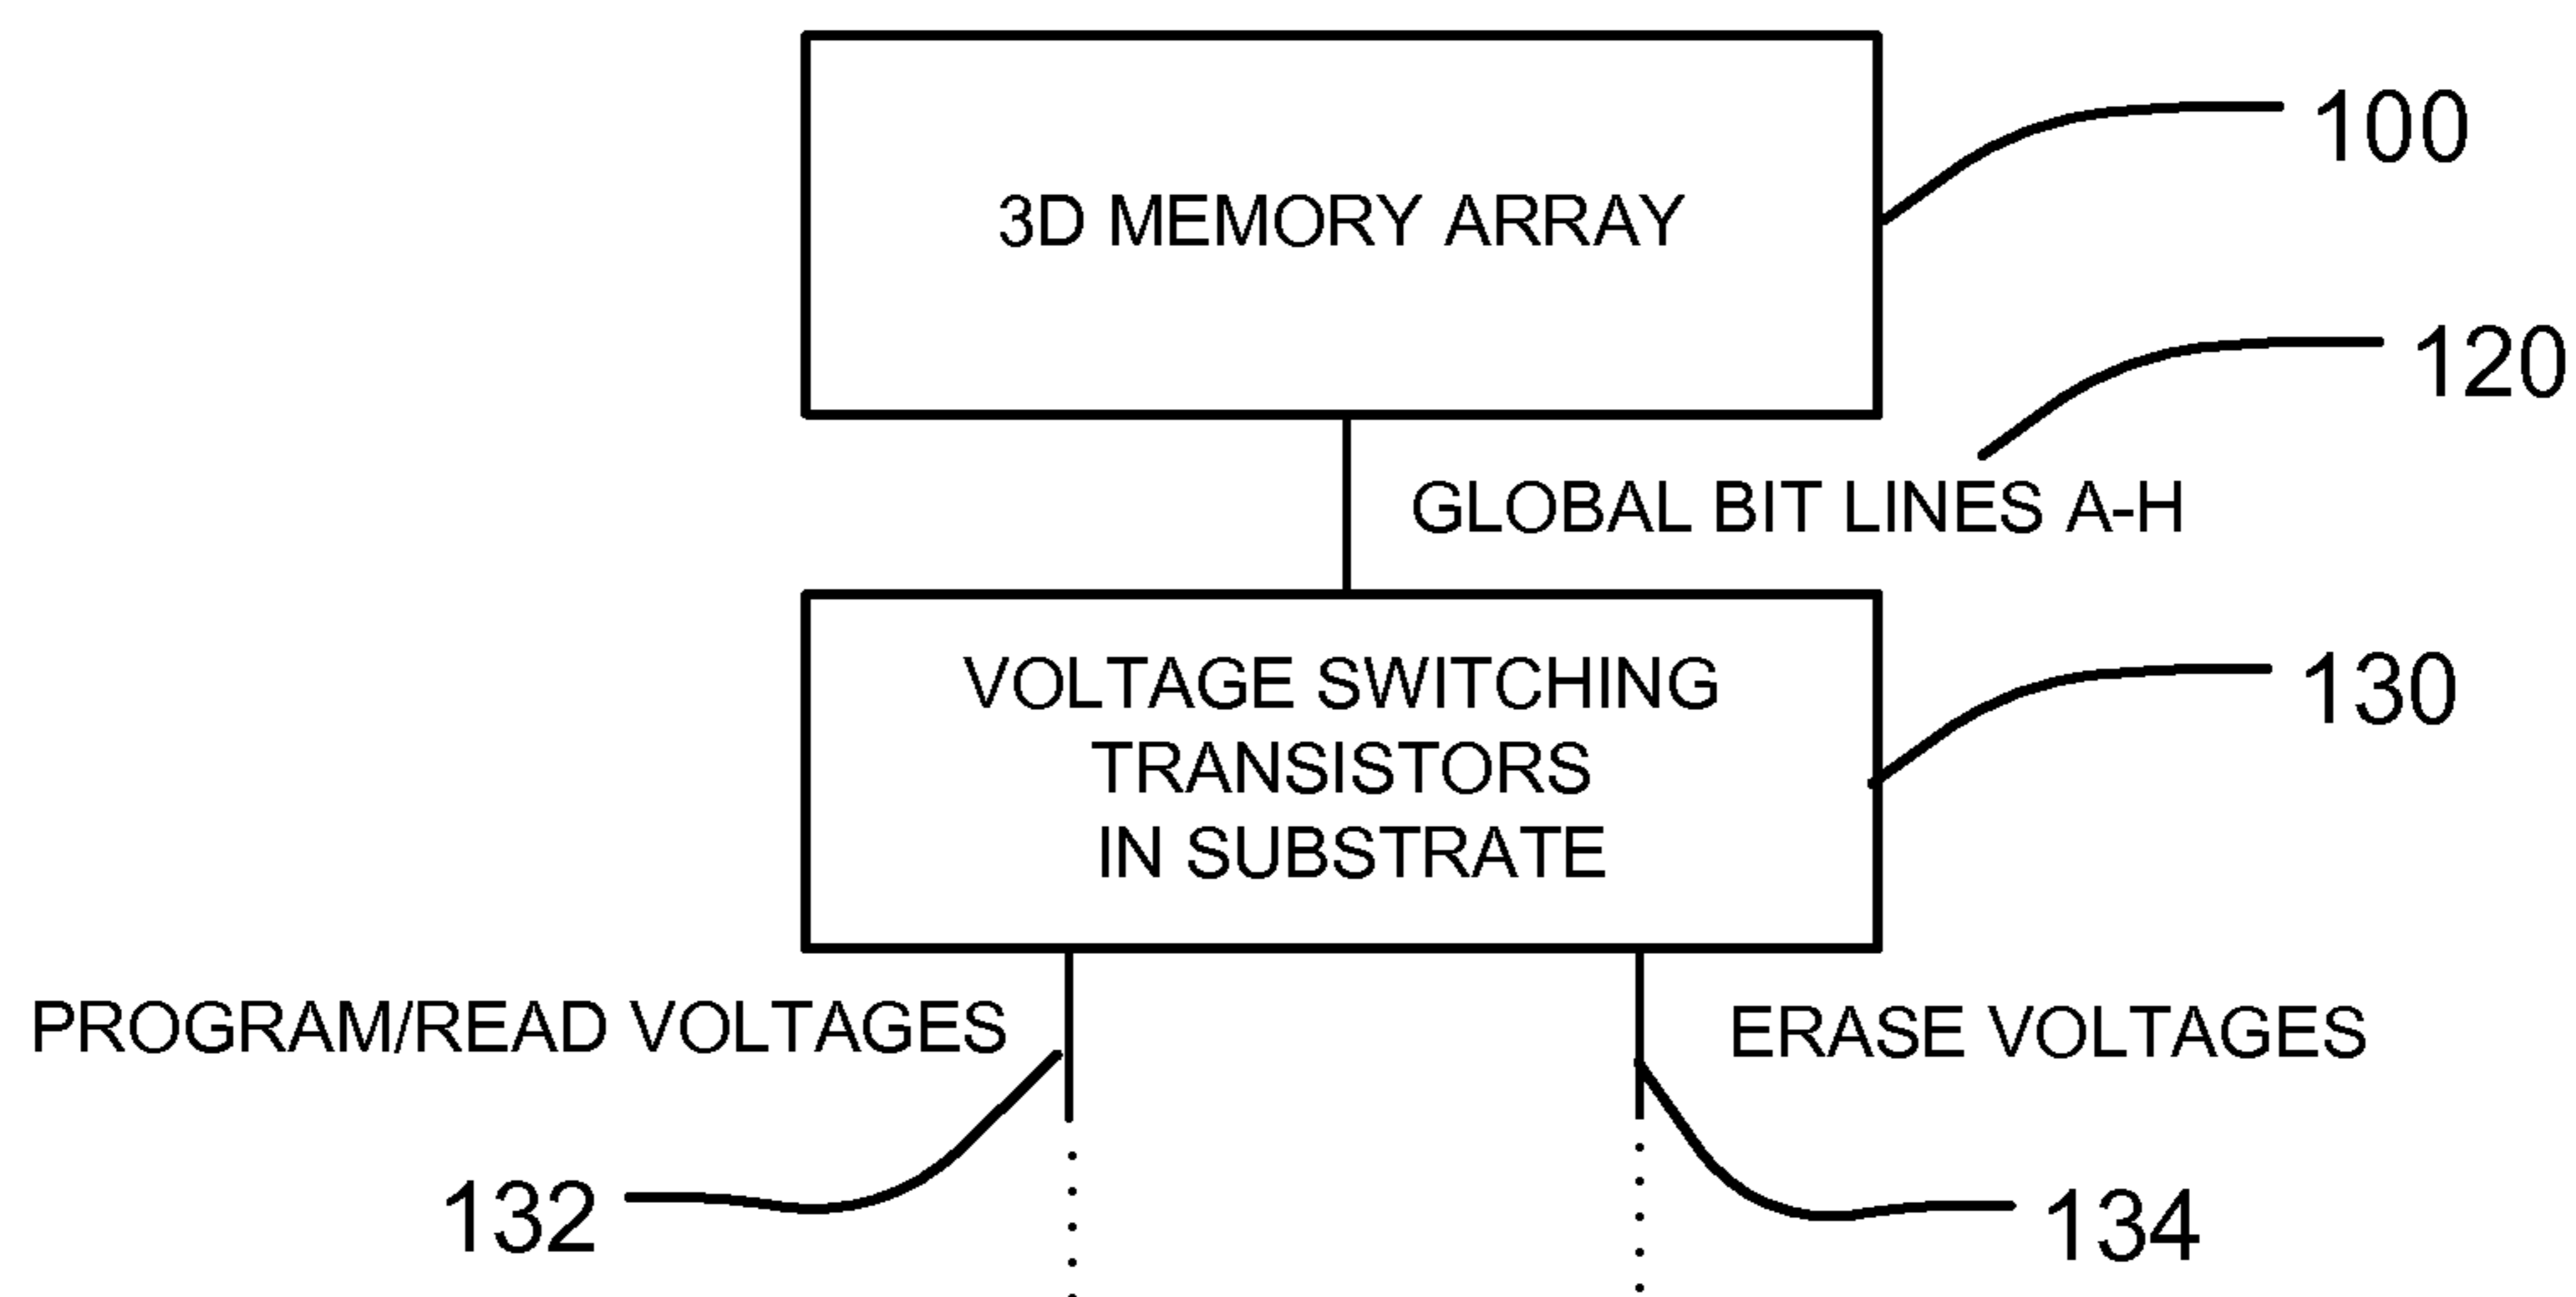 3D MEMORY ARRAY
100
120
GLOBAL BIT LINES A-H
VOLTAGE SWITCHING
TRANSISTORS
IN SUBSTRATE
130
PROGRAM/READ VOLTAGES
ERASE VOLTAGES
132
134